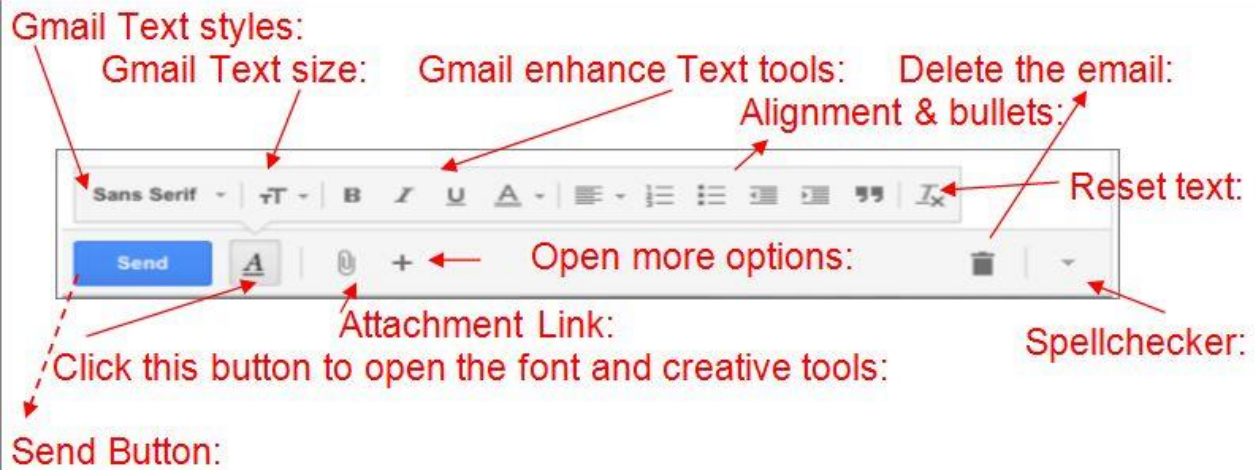 Gmail Text styles:
Gmail Text size: Gmail enhance Text tools: Delete the email:
Alignment & bullets:
Sans Serif TT B I U A Tx
Reset text:
Send A + Open more options:
Attachment Link:
Spellchecker:
Click this button to open the font and creative tools:
Send Button: